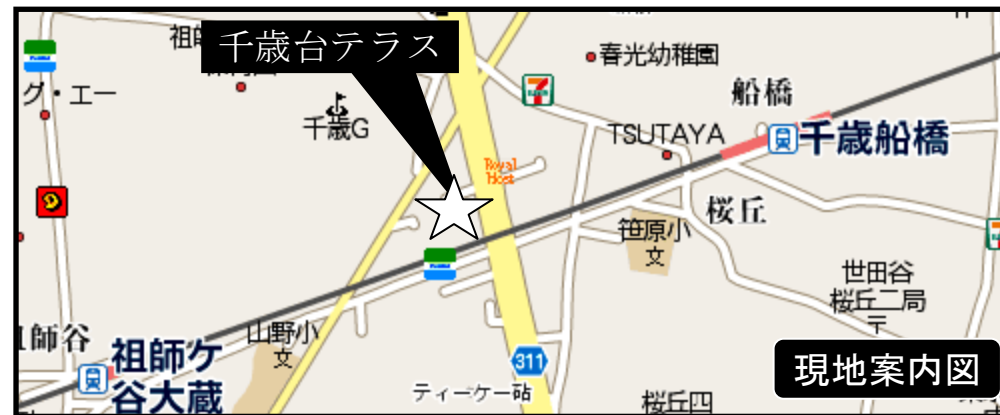 千歳台テラス
春光幼稚園
グ・エー
千歳G
船橋
TSUTAYA
千歳船橋
Royal
Host
桜丘
笹原小
文
世田谷
桜丘二局
師谷
祖師ケ
谷大蔵
山野小
文
311
ティーケー砧
桜丘四
現地案内図